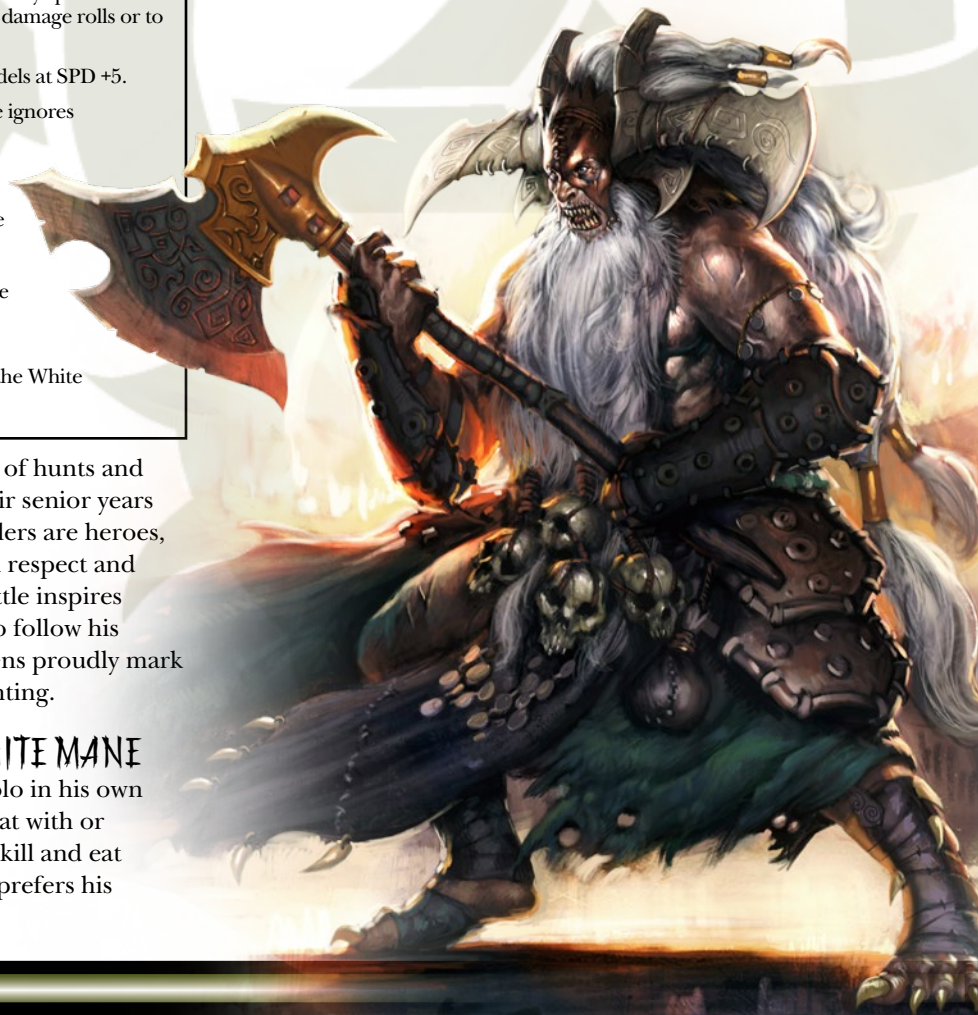 damage rolls or to
dels at SPD +5.
ignores
he White
of hunts and
ir senior years
lers are heroes,
respect and
ttle inspires
follow his
ens proudly mark
nting.
ITE MANE
olo in his own
at with or
kill and eat
prefers his